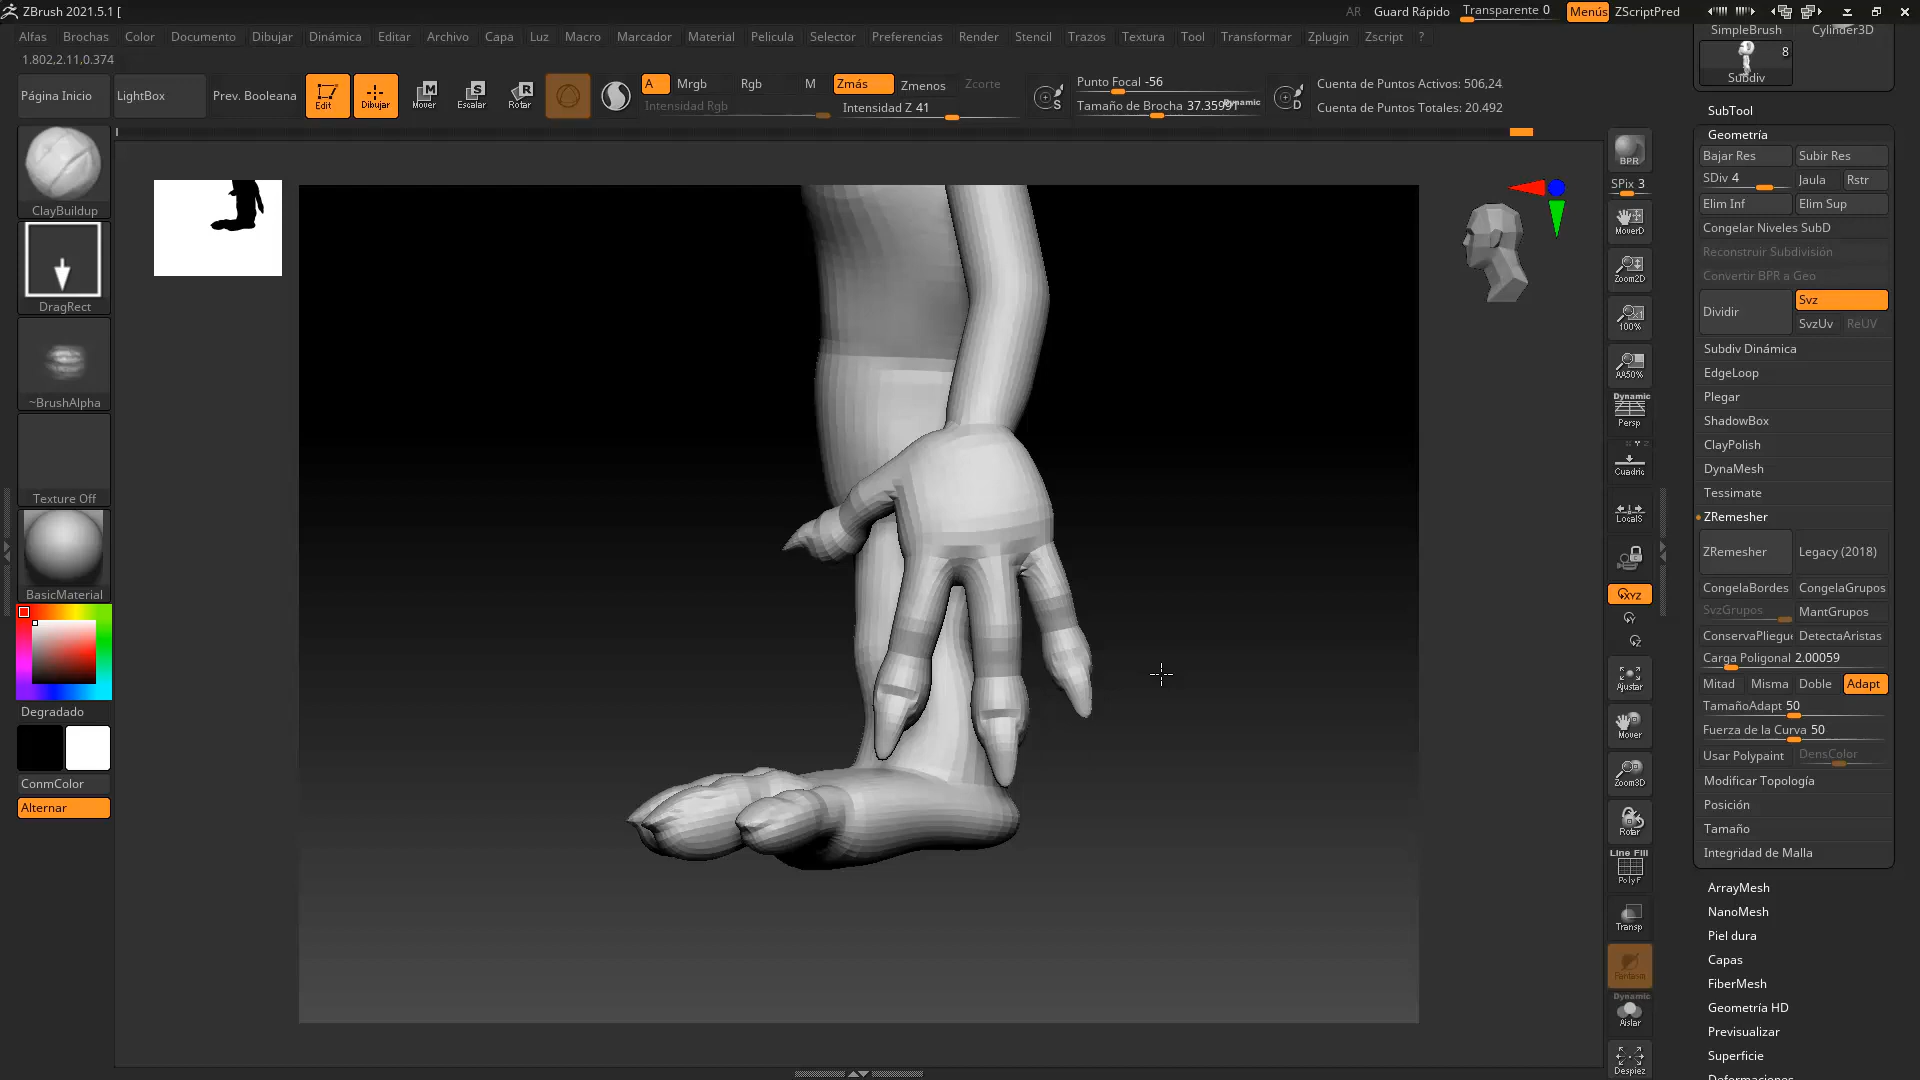 ZBrush 2021.5.1 [
AR
Guard Rápido
Transparente 0
Menús
ZScriptPred
Alfas
Brochas
Color
Documento
Dibujar
Dinámica
Editar
Archivo
Capa
Luz
Macro
Marcador
Material
Pelicula
Selector
Preferencias
Render
Stencil
Trazos
Textura
Tool
Transformar
Zplugin
Zscript
?
1.802,2.11,0.374
Página Inicio
LightBox
Prev. Booleana
Edit
Dibujar
M
Mover
S
Escalar
R
Rotar
A
Mrgb
Rgb
M
Intensidad Rgb
Zmás
Zmenos
Zcorte
Intensidad Z 41
S
Punto Focal -56
Tamaño de Brocha 37.35991
Dynamic
D
Cuenta de Puntos Activos: 506,24
Cuenta de Puntos Totales: 20.492
ClayBuildup
DragRect
~BrushAlpha
Texture Off
BasicMaterial
Degradado
ConmColor
Alternar
BPR
SPix 3
MoverD
Zoom2D
100%
AA50%
Dynamic
Persp
Cuadric
LocalS
XYZ
Y
Z
Ajustar
Mover
Zoom3D
Rotar
Line Fill
PolyF
Transp
Fantasma
Dynamic
Aislar
Despiez
SimpleBrush
Cylinder3D
8
Subdiv
SubTool
Geometría
Bajar Res
Subir Res
SDiv 4
Jaula
Rstr
Elim Inf
Elim Sup
Congelar Niveles SubD
Reconstruir Subdivisión
Convertir BPR a Geo
Dividir
Svz
SvzUv
ReUV
Subdiv Dinámica
EdgeLoop
Plegar
ShadowBox
ClayPolish
DynaMesh
Tessimate
ZRemesher
ZRemesher
Legacy (2018)
CongelaBordes
CongelaGrupos
SvzGrupos
MantGrupos
ConservaPliegue
DetectaAristas
Carga Poligonal 2.00059
Mitad
Misma
Doble
Adapt
TamañoAdapt 50
Fuerza de la Curva 50
Usar Polypaint
DensColor
Modificar Topología
Posición
Tamaño
Integridad de Malla
ArrayMesh
NanoMesh
Piel dura
Capas
FiberMesh
Geometría HD
Previsualizar
Superficie
Deformaciones